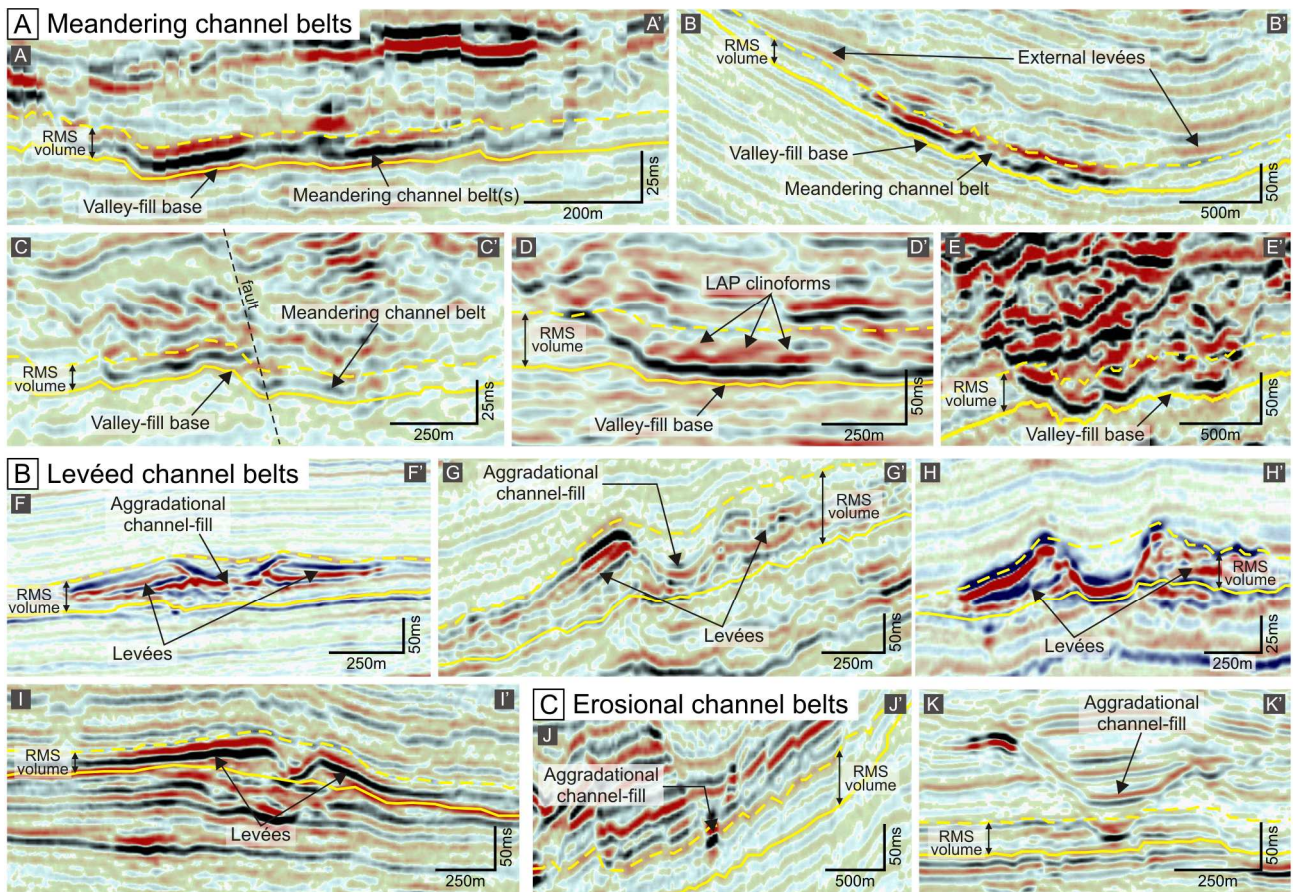 A Meandering channel belts
A
A'
RMS
volume
Valley-fill base
Meandering channel belt(s)
25ms
200m
B
B'
RMS
volume
External levées
Valley-fill base
Meandering channel belt
50ms
500m
C
C'
fault
Meandering channel belt
RMS
volume
Valley-fill base
25ms
250m
D
D'
LAP clinoforms
RMS
volume
Valley-fill base
50ms
250m
E
E'
RMS
volume
Valley-fill base
50ms
500m
B Levéed channel belts
F
F'
Aggradational
channel-fill
RMS
volume
Levées
50ms
250m
G
G'
Aggradational
channel-fill
RMS
volume
Levées
50ms
250m
H
H'
RMS
volume
Levées
25ms
250m
I
I'
RMS
volume
Levées
50ms
250m
C Erosional channel belts
J
J'
Aggradational
channel-fill
RMS
volume
50ms
500m
K
K'
Aggradational
channel-fill
RMS
volume
50ms
250m